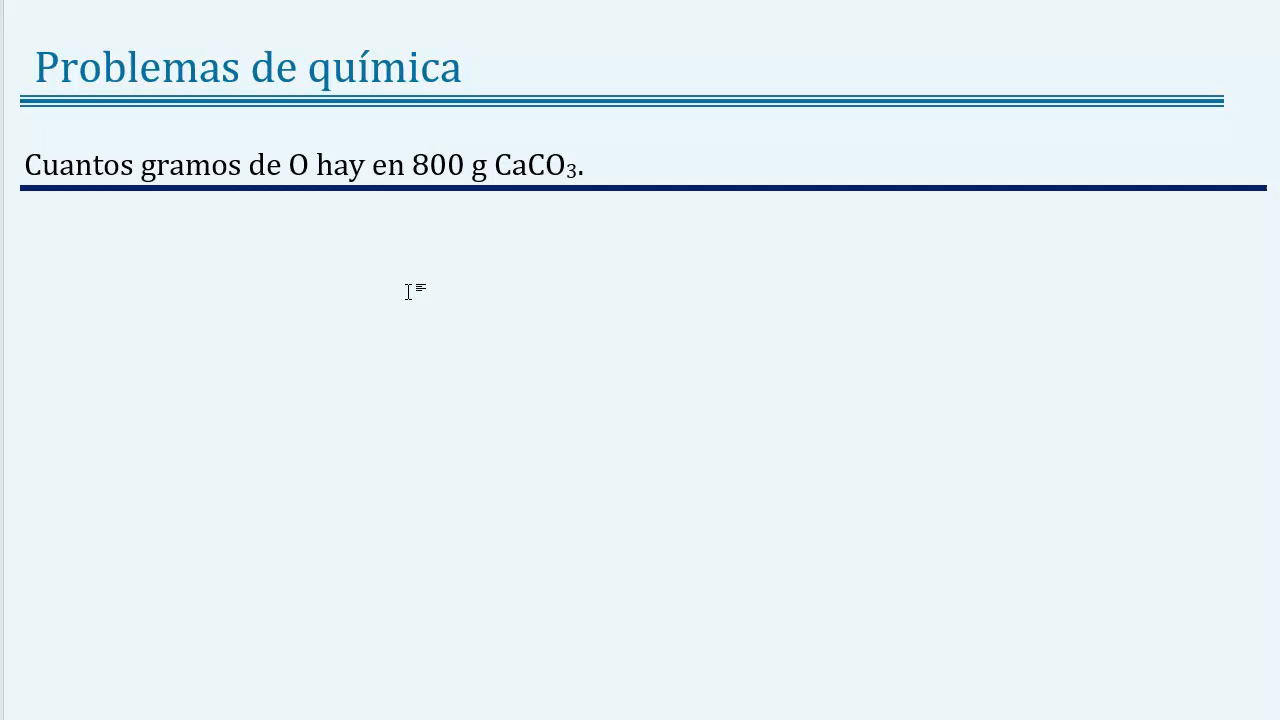 Problemas de química
Cuantos gramos de O hay en 800 g CaCO₃.